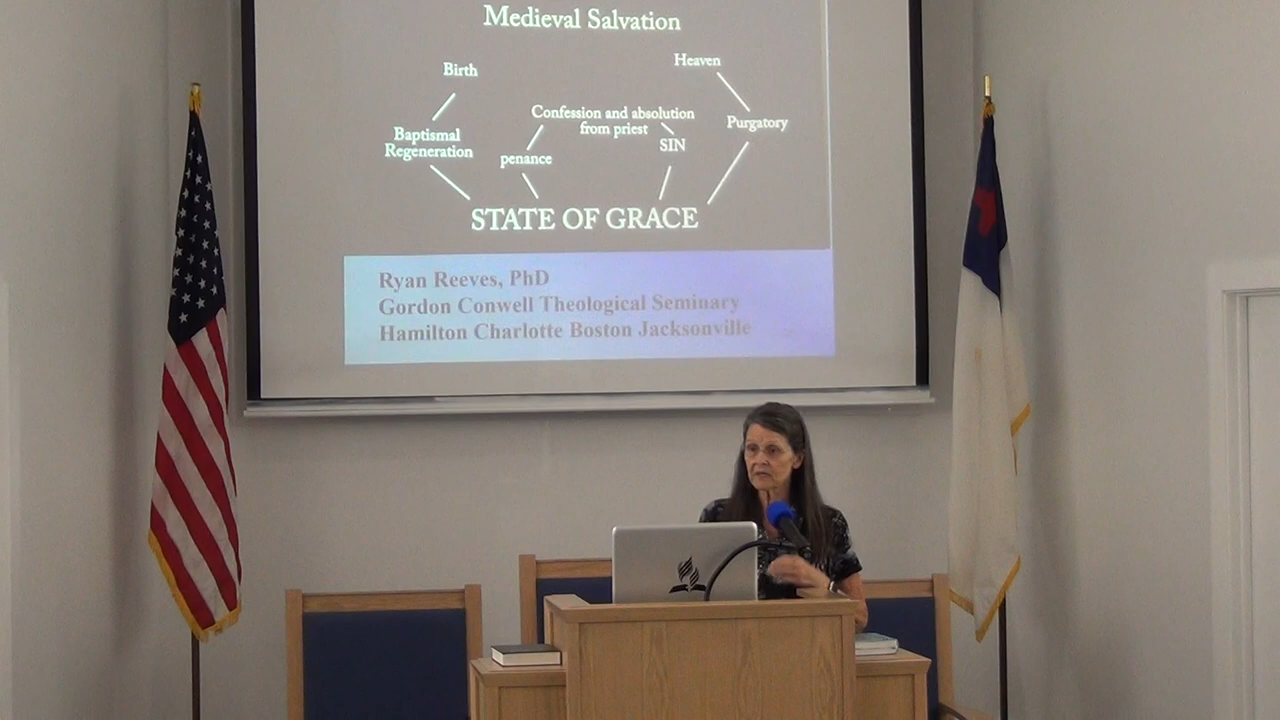 Medieval Salvation
Birth
Heaven
Confession and absolution
from priest
Purgatory
Baptismal
Regeneration
SIN
penance
STATE OF GRACE
Ryan Reeves, PhD
Gordon Conwell Theological Seminary
Hamilton Charlotte Boston Jacksonville